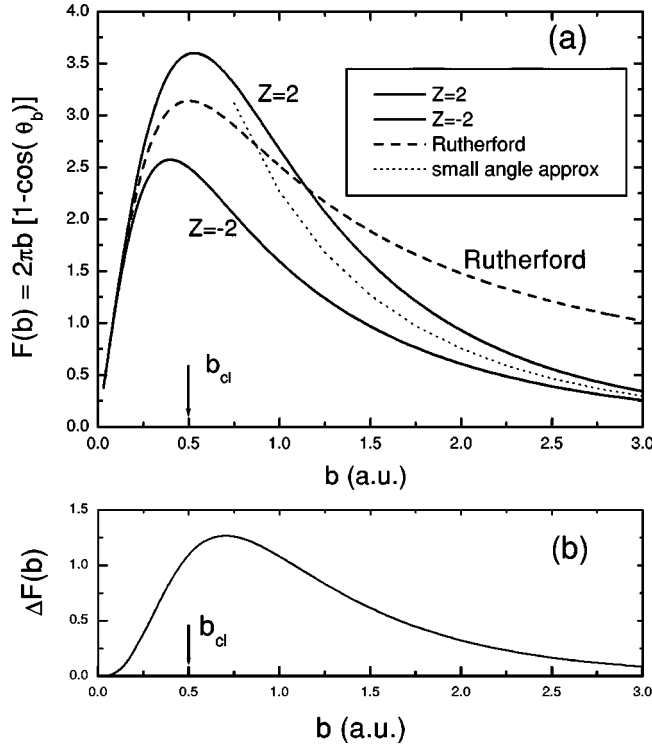 (a)
F(b) = 2πb [1-cos( θ_b)]
4.0
3.5
3.0
2.5
2.0
1.5
1.0
0.5
0.0
Z=2
Z=2
Z=-2
Rutherford
small angle approx
Z=-2
Rutherford
b_cl
0.0 0.5 1.0 1.5 2.0 2.5 3.0
b (a.u.)
(b)
ΔF(b)
1.5
1.0
0.5
0.0
b_cl
0.0 0.5 1.0 1.5 2.0 2.5 3.0
b (a.u.)